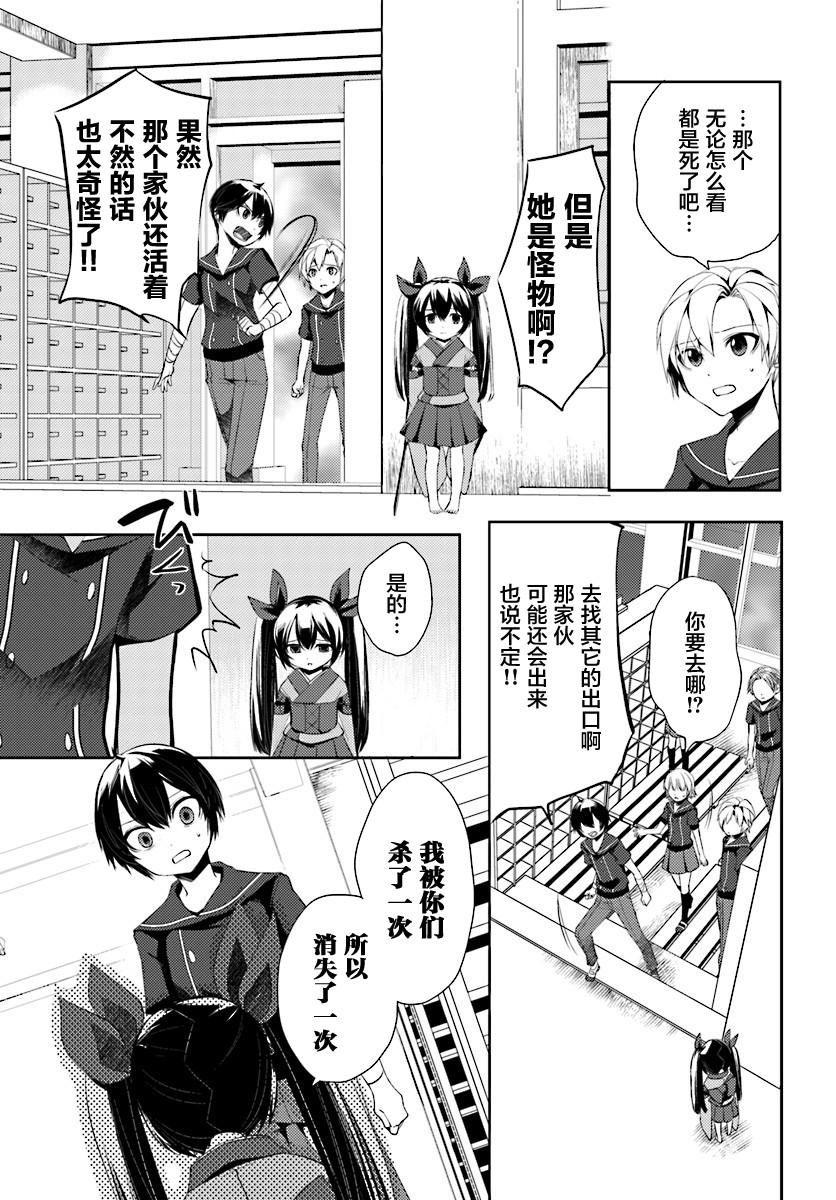 …那个
无论怎么看
都是死了吧…
但是
她是怪物啊!?
果然
那个家伙还活着
不然的话
也太奇怪了!!
你要去哪!?
去找其它的出口啊
那家伙
可能还会出来
也说不定!!
是的…
びく
我被你们
杀了一次
所以
消失了一次